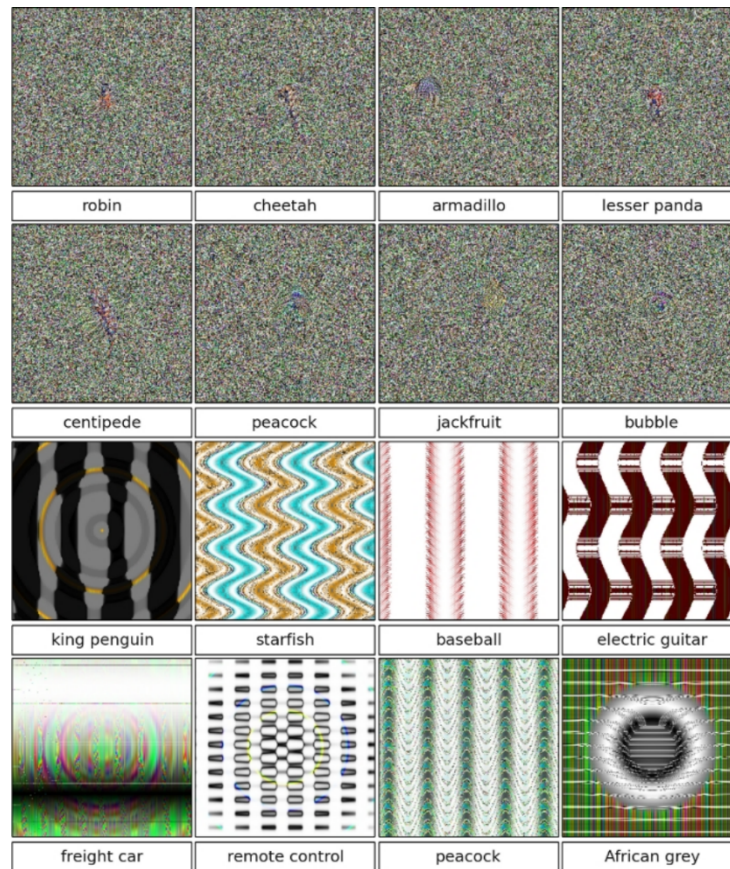 robin
cheetah
armadillo
lesser panda
centipede
peacock
jackfruit
bubble
king penguin
starfish
baseball
electric guitar
freight car
remote control
peacock
African grey